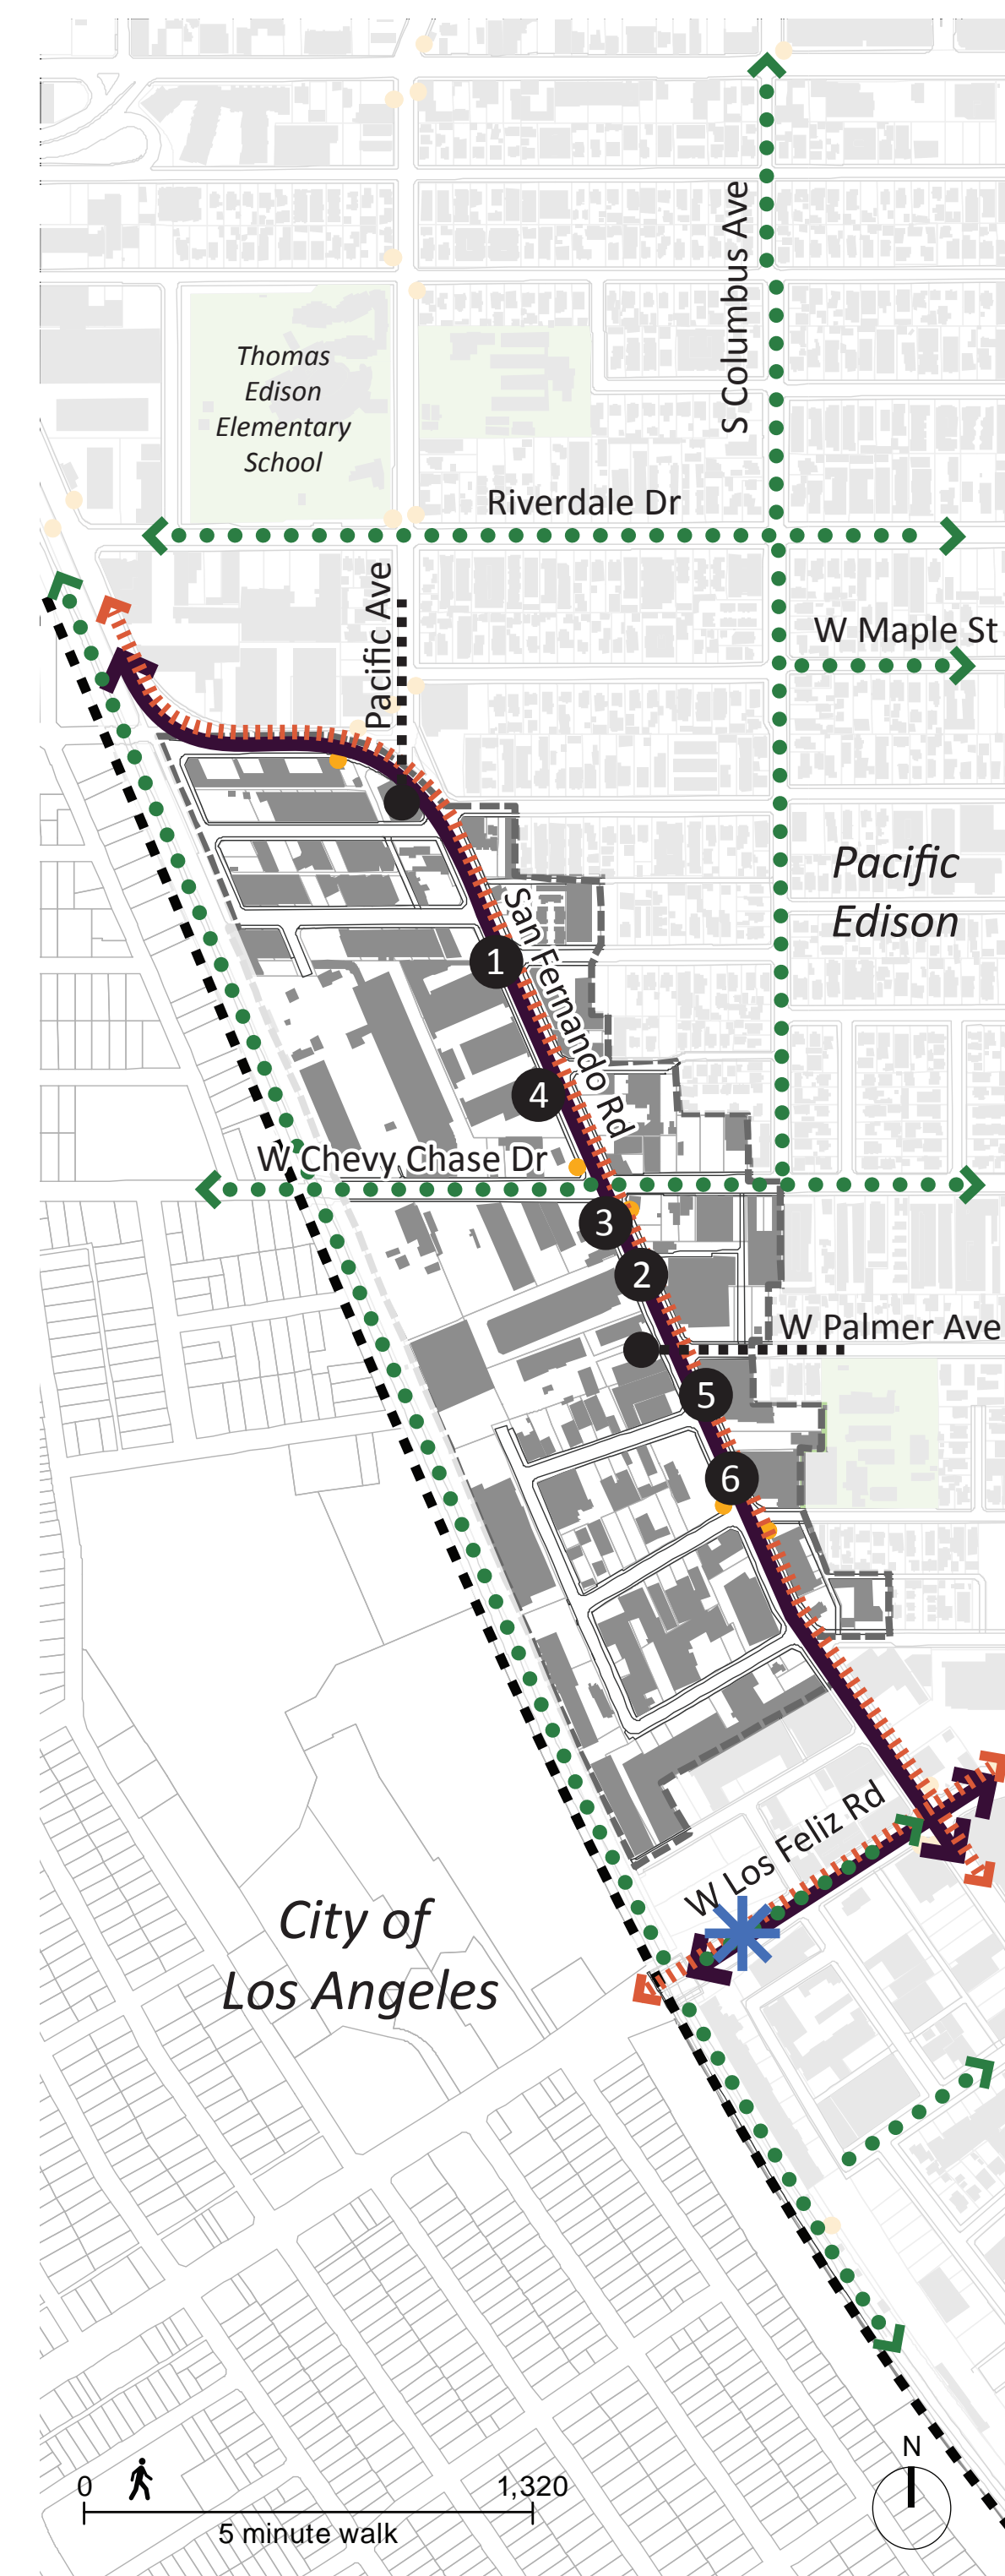 S Columbus Ave
Thomas
Edison
Elementary
School
Riverdale Dr
Pacific Ave
W Maple St
Pacific
Edison
San Fernando Rd
1
4
W Chevy Chase Dr
3
2
W Palmer Ave
5
6
W Los Feliz Rd
City of
Los Angeles
N
0
1,320
5 minute walk